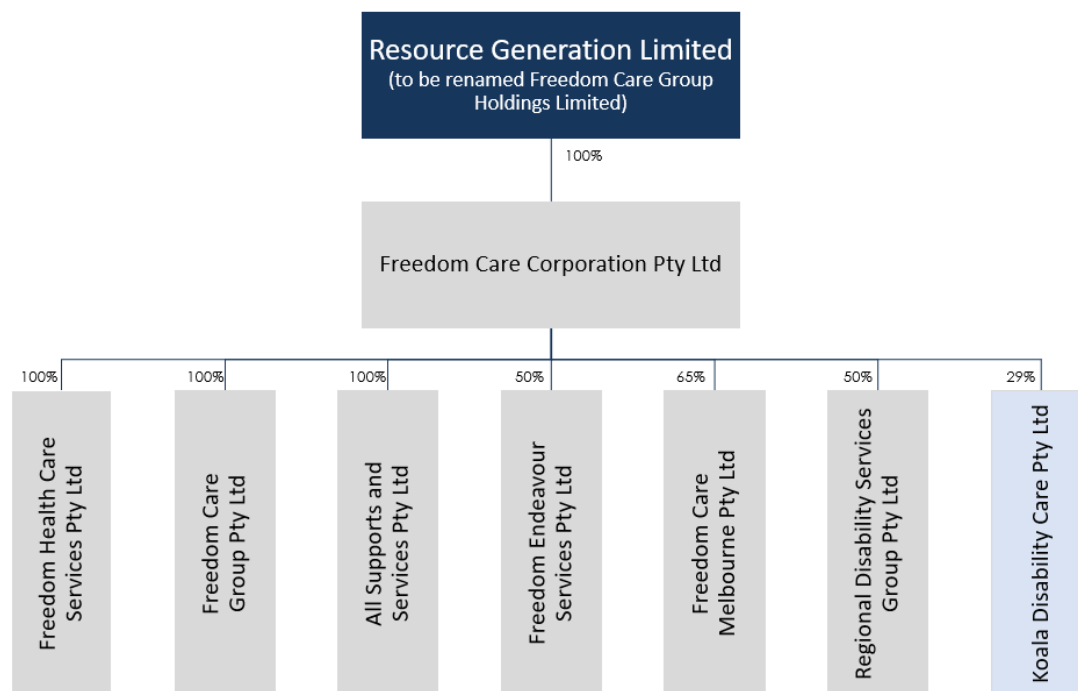 Resource Generation Limited
(to be renamed Freedom Care Group
Holdings Limited)
100%
Freedom Care Corporation Pty Ltd
100%
100%
100%
50%
65%
50%
29%
Freedom Health Care
Services Pty Ltd
Freedom Care
Group Pty Ltd
All Supports and
Services Pty Ltd
Freedom Endeavour
Services Pty Ltd
Freedom Care
Melbourne Pty Ltd
Regional Disability Services
Group Pty Ltd
Koala Disability Care Pty Ltd